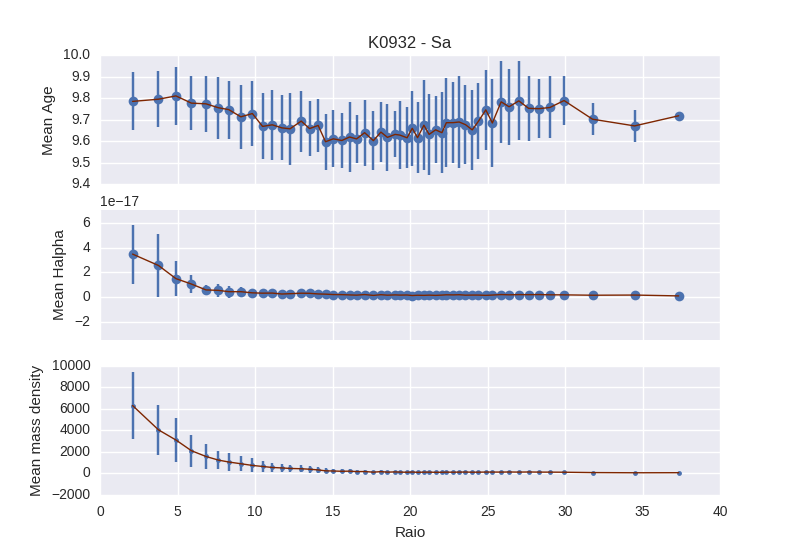 K0932 - Sa
10.0
9.9
9.8
9.7
9.6
9.5
9.4
Mean Age
1e−17
6
4
2
0
−2
Mean Halpha
10000
8000
6000
4000
2000
0
−2000
Mean mass density
0 5 10 15 20 25 30 35 40
Raio